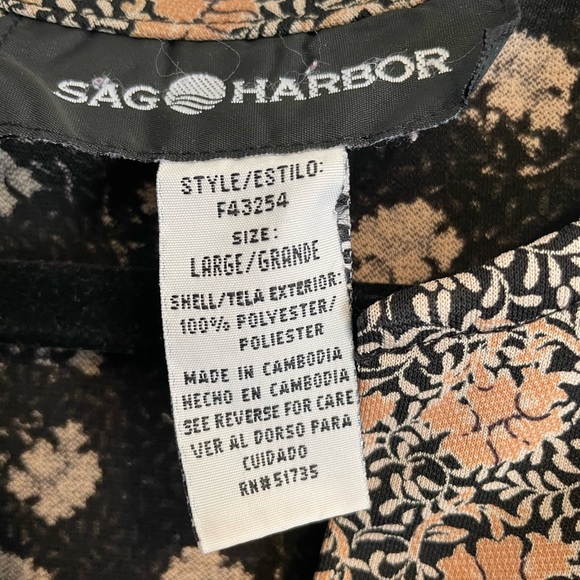 SAG HARBOR
STYLE/ESTILO:
F43254
SIZE:
LARGE/GRANDE
SHELL/TELA EXTERIOR:
100% POLYESTER/
POLIESTER
MADE IN CAMBODIA
HECHO EN CAMBODIA
SEE REVERSE FOR CARE
VER AL DORSO PARA
CUIDADO
RN#51735